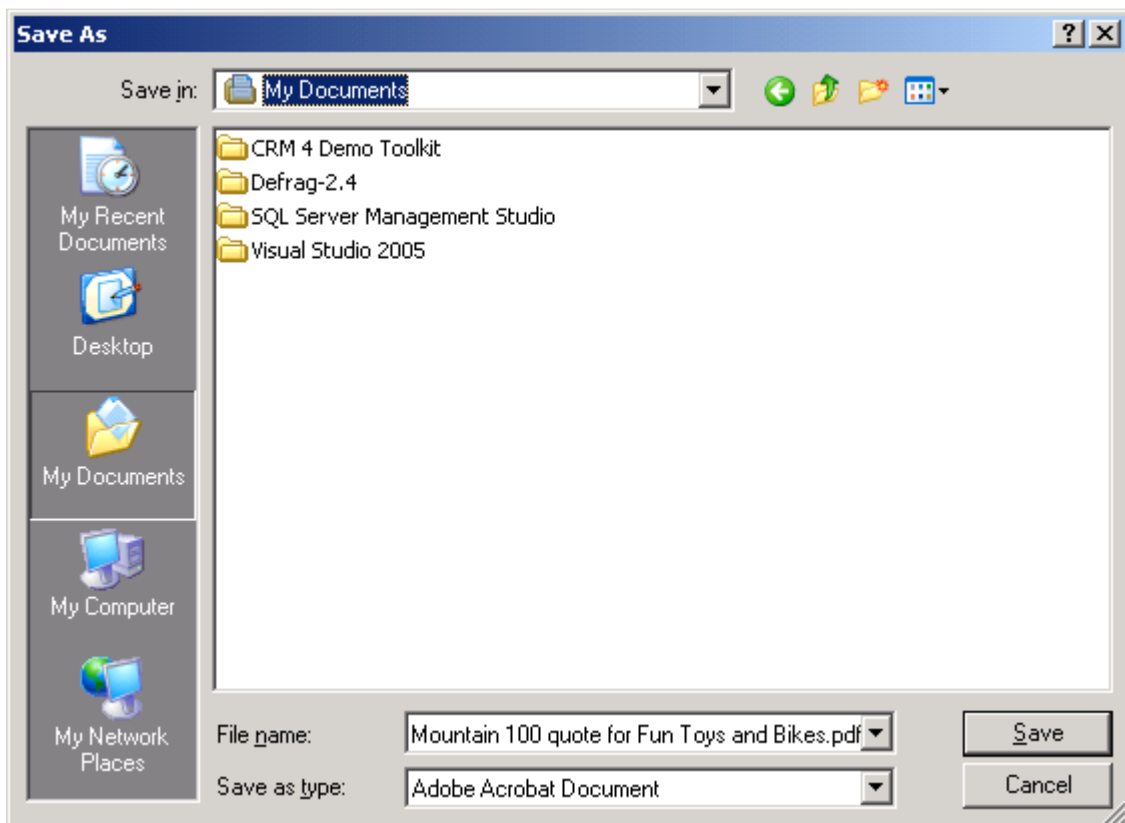 Save As
Save in:
My Documents
My Recent
Documents
Desktop
My Documents
My Computer
My Network
Places
CRM 4 Demo Toolkit
Defrag-2.4
SQL Server Management Studio
Visual Studio 2005
File name:
Mountain 100 quote for Fun Toys and Bikes.pdf
Save
Save as type:
Adobe Acrobat Document
Cancel